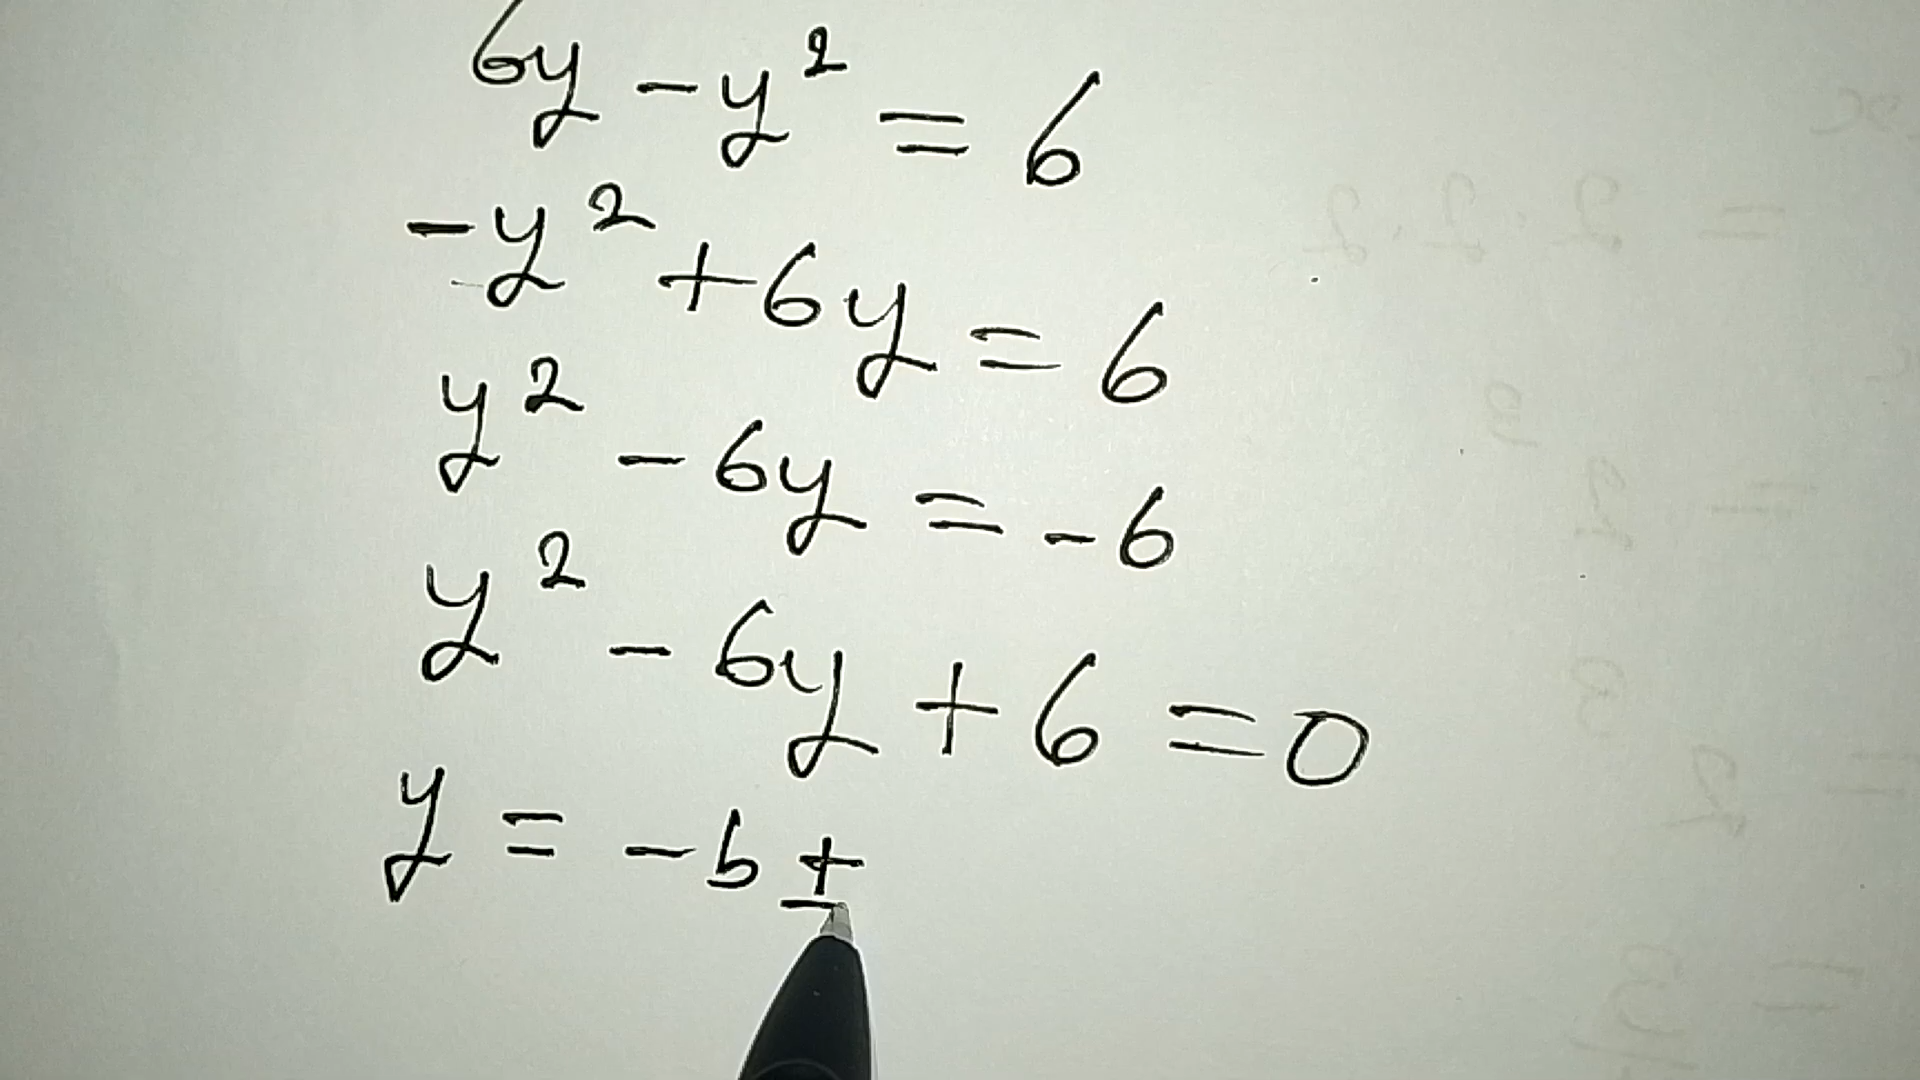 6y - y² = 6
-y² + 6y = 6
y² - 6y = -6
y² - 6y + 6 = 0
y = -b ±